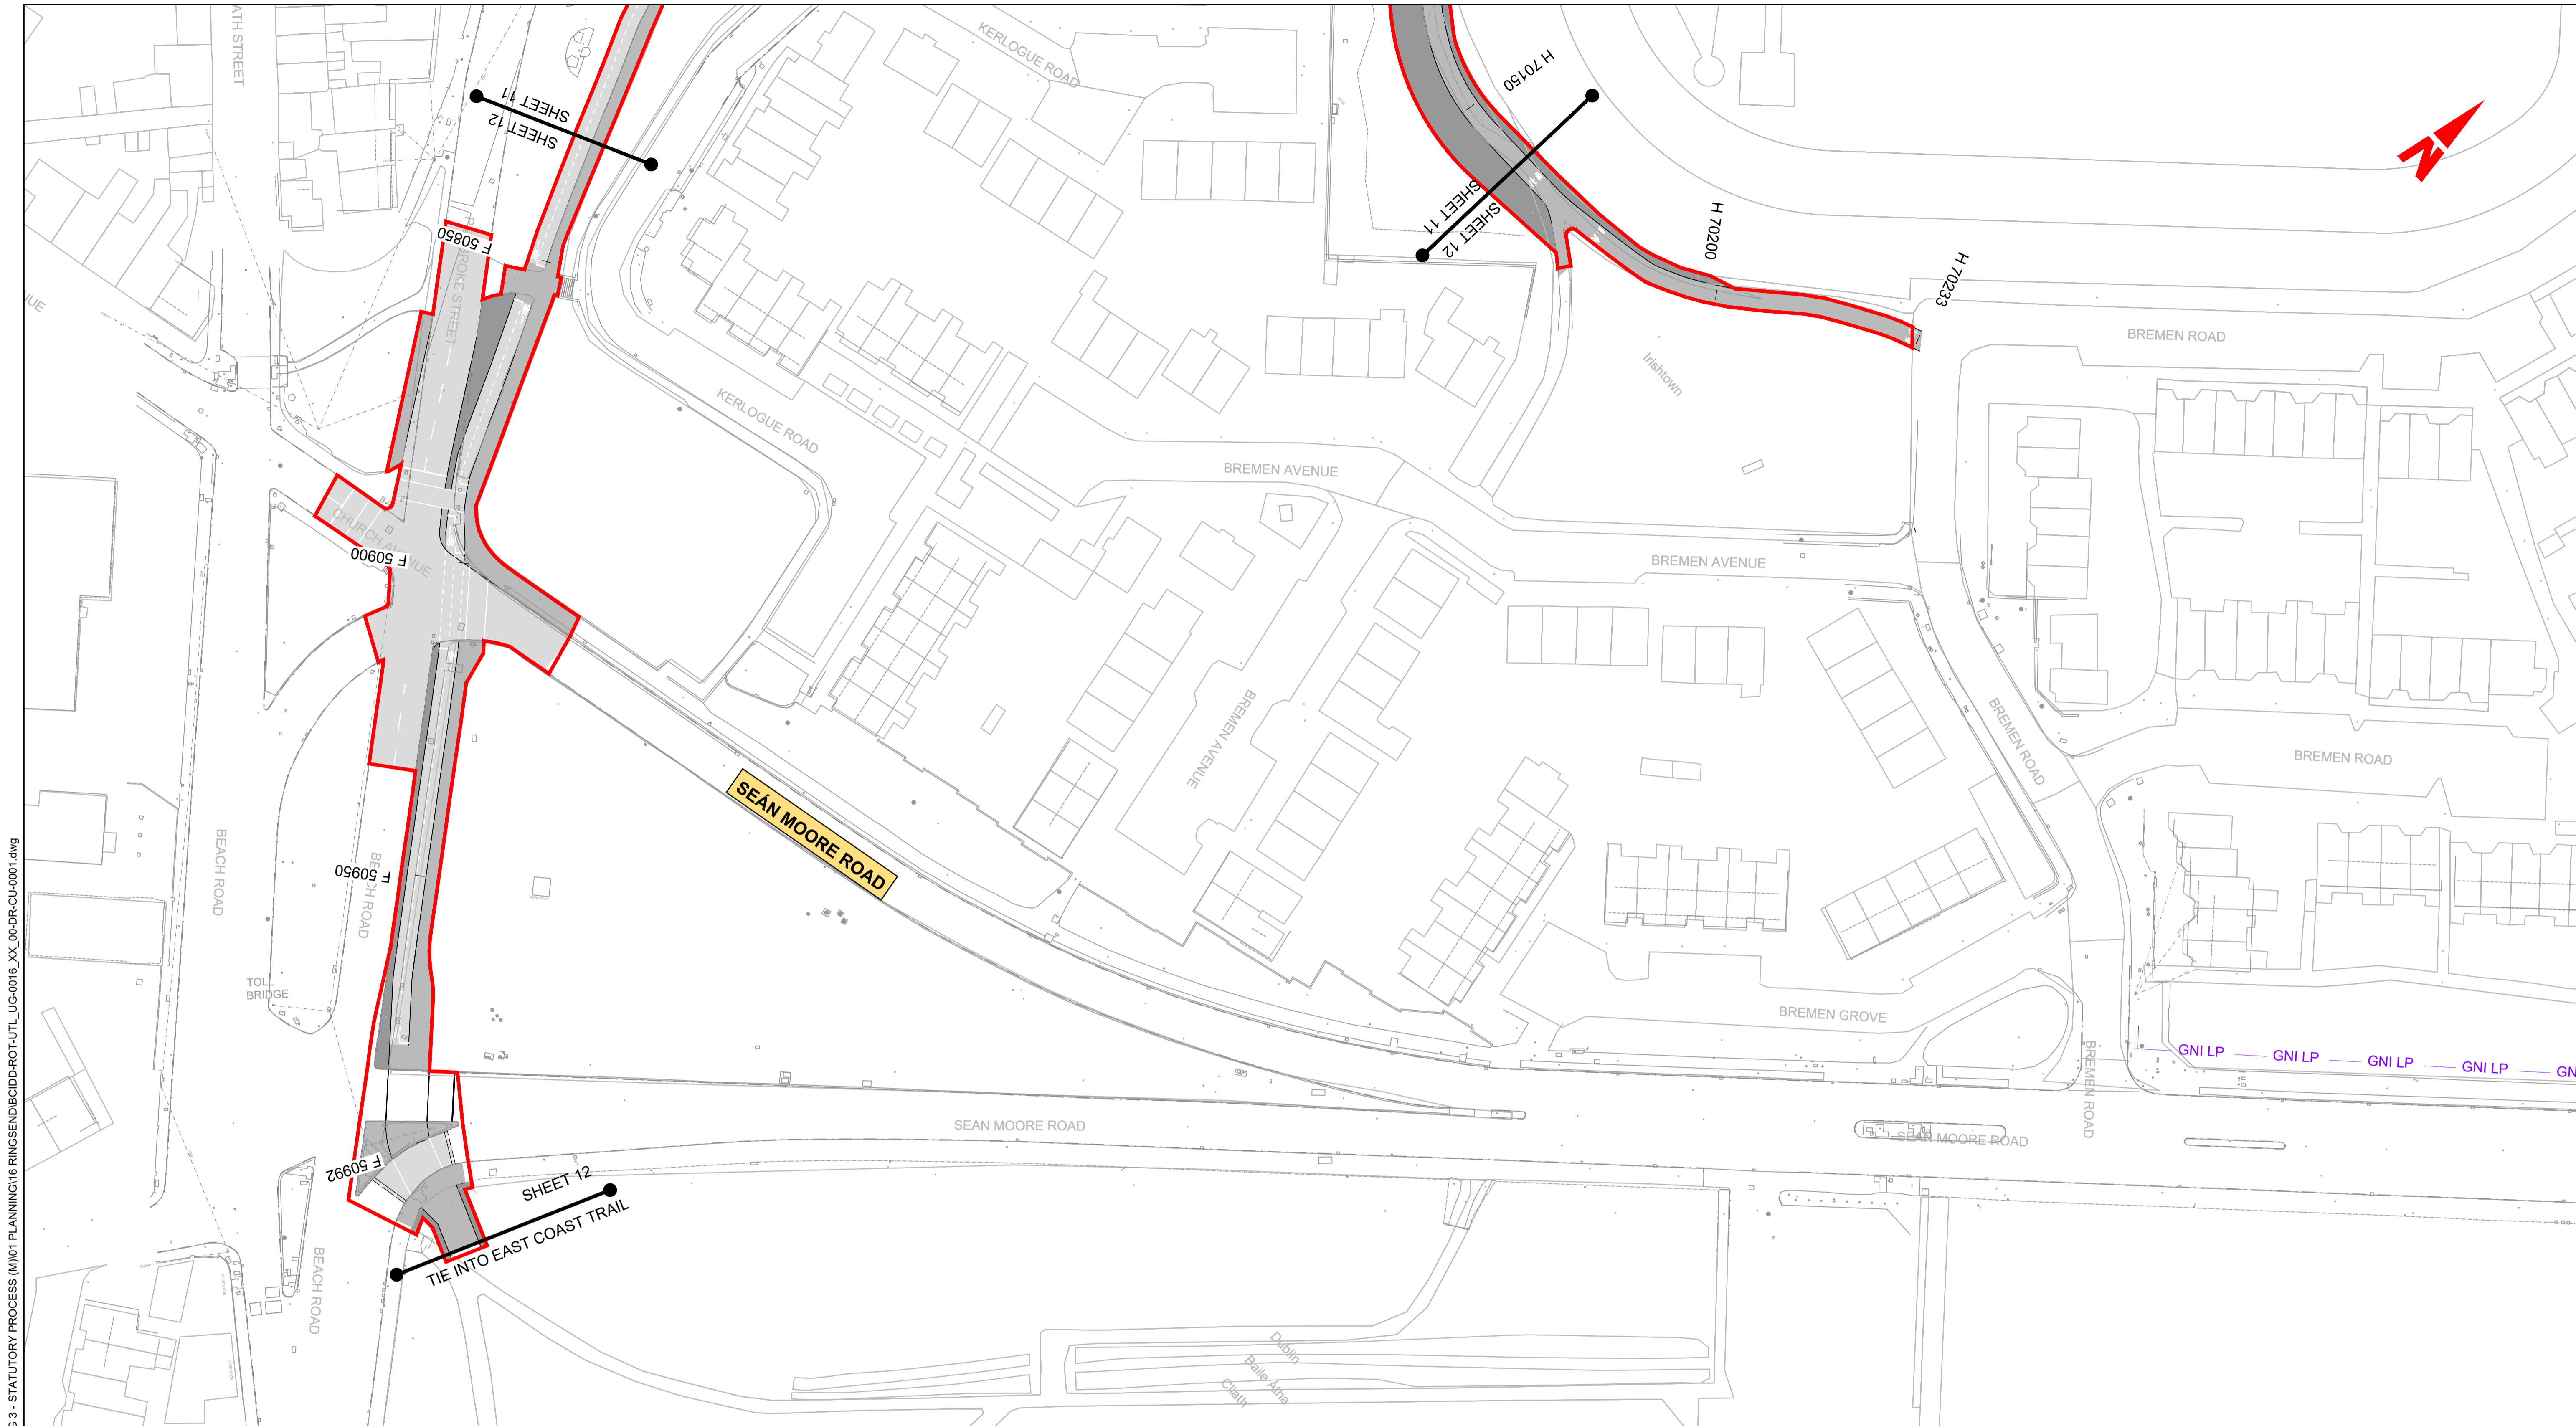 ATH STREET
KERLOGUE ROAD
H 70150
SHEET 11
SHEET 12
SHEET 11
SHEET 12
N
F 50850
H 70200
H 70233
BREMEN ROAD
Irishtown
KERLOGUE ROAD
BREMEN AVENUE
CHURCH AVENUE
F 50900
BREMEN AVENUE
BREMEN AVENUE
BREMEN ROAD
BREMEN ROAD
SEÁN MOORE ROAD
BEACH ROAD
BEACH ROAD
F 50950
TOLL
BRIDGE
BREMEN GROVE
BREMEN ROAD
GNI LP
GNI LP
GNI LP
GNI LP
GN
SEAN MOORE ROAD
SEAN MOORE ROAD
F 50992
SHEET 12
TIE INTO EAST COAST TRAIL
BEACH ROAD
Dublin
Baile Átha
Cliath
G 3 - STATUTORY PROCESS (M)\01 PLANNING\16 RINGSEND\BCIDD-ROT-UTL_UG-0016_XX_00-DR-CU-0001.dwg